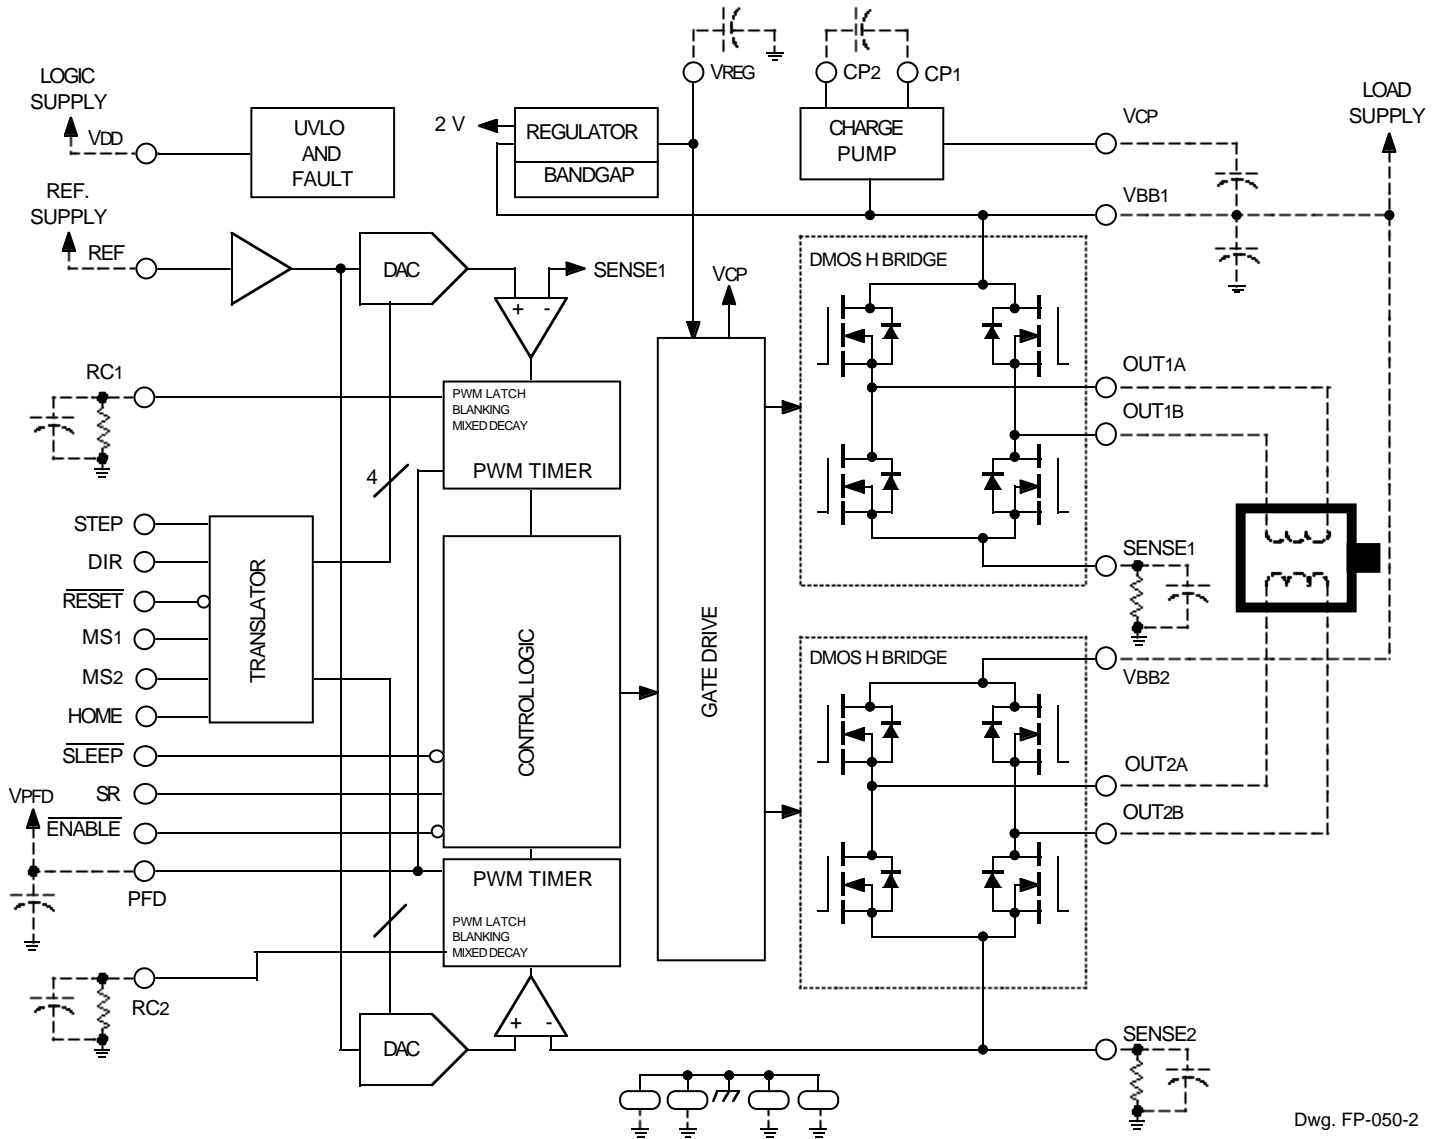 LOGIC
SUPPLY
VDD
UVLO
AND
FAULT
2 V
REGULATOR
BANDGAP
VREG
CP2
CP1
CHARGE
PUMP
VCP
LOAD
SUPPLY
REF.
SUPPLY
REF
DAC
+ -
SENSE1
VCP
VBB1
DMOS H BRIDGE
OUT1A
OUT1B
SENSE1
RC1
PWM LATCH
BLANKING
MIXED DECAY
PWM TIMER
4
STEP
DIR
RESET
MS1
MS2
HOME
SLEEP
SR
ENABLE
VPFD
PFD
TRANSLATOR
CONTROL LOGIC
GATE DRIVE
DMOS H BRIDGE
VBB2
OUT2A
OUT2B
PWM TIMER
PWM LATCH
BLANKING
MIXED DECAY
RC2
DAC
+ -
SENSE2
Dwg. FP-050-2